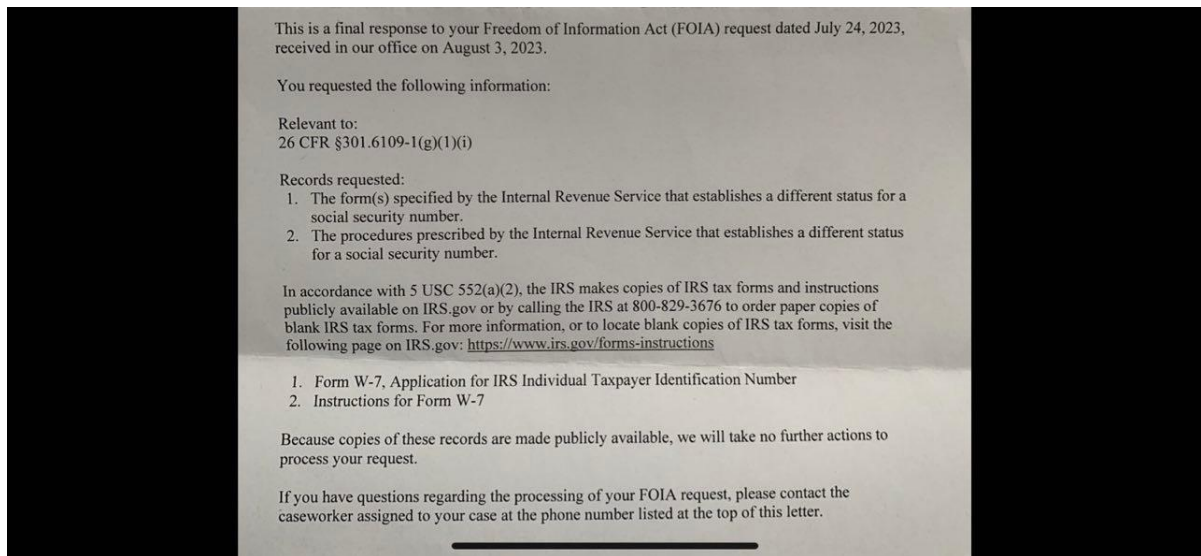 This is a final response to your Freedom of Information Act (FOIA) request dated July 24, 2023,
received in our office on August 3, 2023.
You requested the following information:
Relevant to:
26 CFR §301.6109-1(g)(1)(i)
Records requested:
1. The form(s) specified by the Internal Revenue Service that establishes a different status for a
social security number.
2. The procedures prescribed by the Internal Revenue Service that establishes a different status
for a social security number.
In accordance with 5 USC 552(a)(2), the IRS makes copies of IRS tax forms and instructions
publicly available on IRS.gov or by calling the IRS at 800-829-3676 to order paper copies of
blank IRS tax forms. For more information, or to locate blank copies of IRS tax forms, visit the
following page on IRS.gov: https://www.irs.gov/forms-instructions
1. Form W-7, Application for IRS Individual Taxpayer Identification Number
2. Instructions for Form W-7
Because copies of these records are made publicly available, we will take no further actions to
process your request.
If you have questions regarding the processing of your FOIA request, please contact the
caseworker assigned to your case at the phone number listed at the top of this letter.